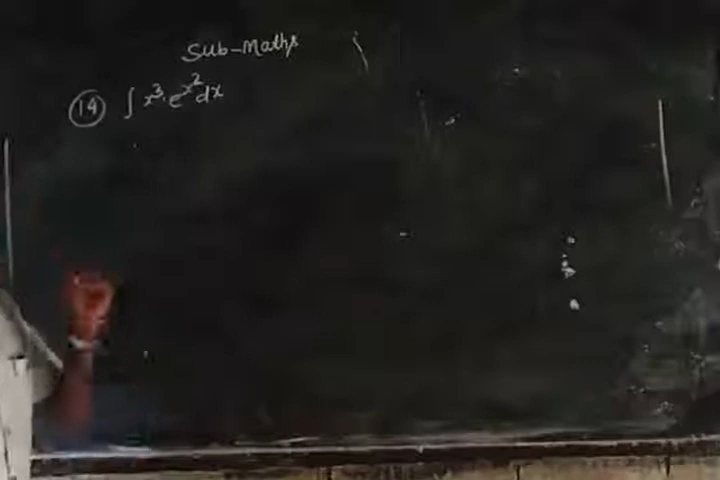 Sub-Maths
(14) ∫ x³. e^x² dx